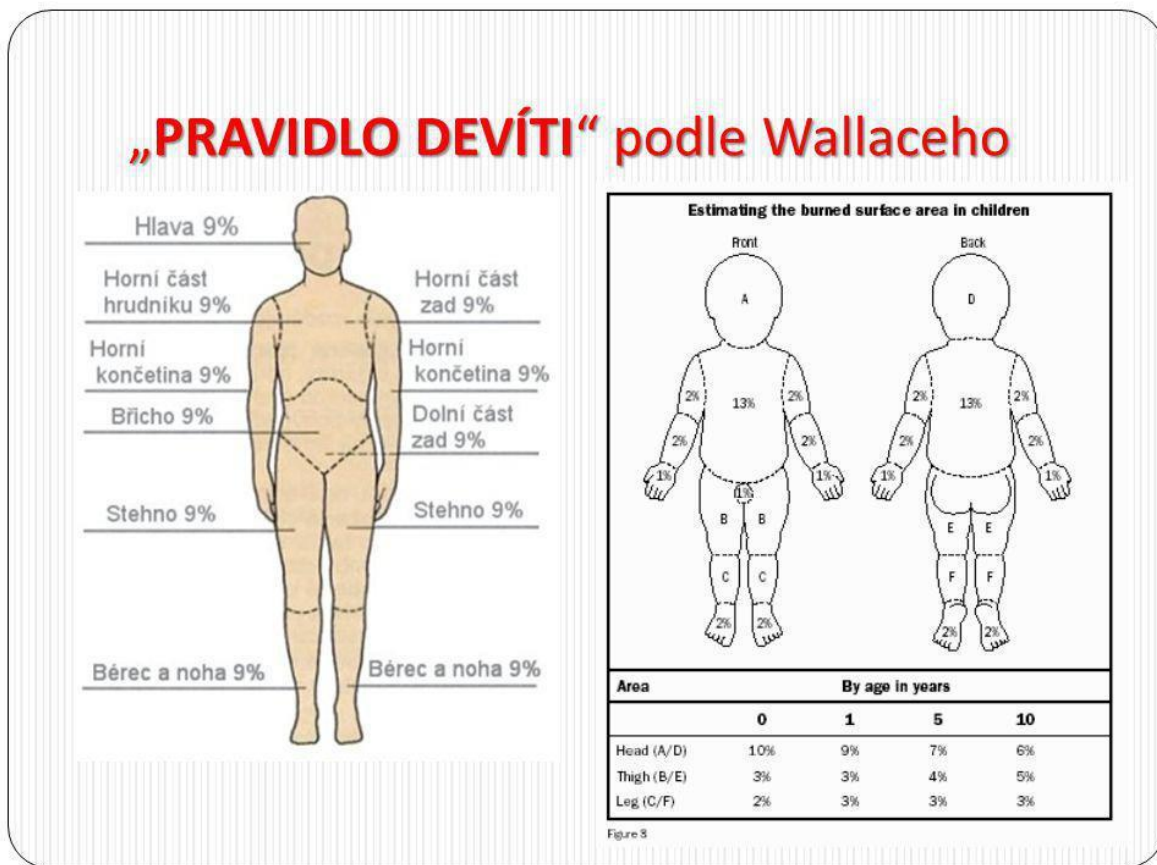 „PRAVIDLO DEVÍTI“ podle Wallaceho
Hlava 9%
Horní část
hrudníku 9%
Horní část
zad 9%
Horní
končetina 9%
Horní
končetina 9%
Břicho 9%
Dolní část
zad 9%
Stehno 9%
Stehno 9%
Bérec a noha 9%
Bérec a noha 9%
Estimating the burned surface area in children
Front
Back
A
D
2%
13%
2%
2%
13%
2%
2%
2%
2%
2%
1%
1%
1%
1%
1%
B
B
E
E
C
C
F
F
2%
2%
2%
2%
Area By age in years
0 1 5 10
Head (A/D) 10% 9% 7% 6%
Thigh (B/E) 3% 3% 4% 5%
Leg (C/F) 2% 3% 3% 3%
Figure 8